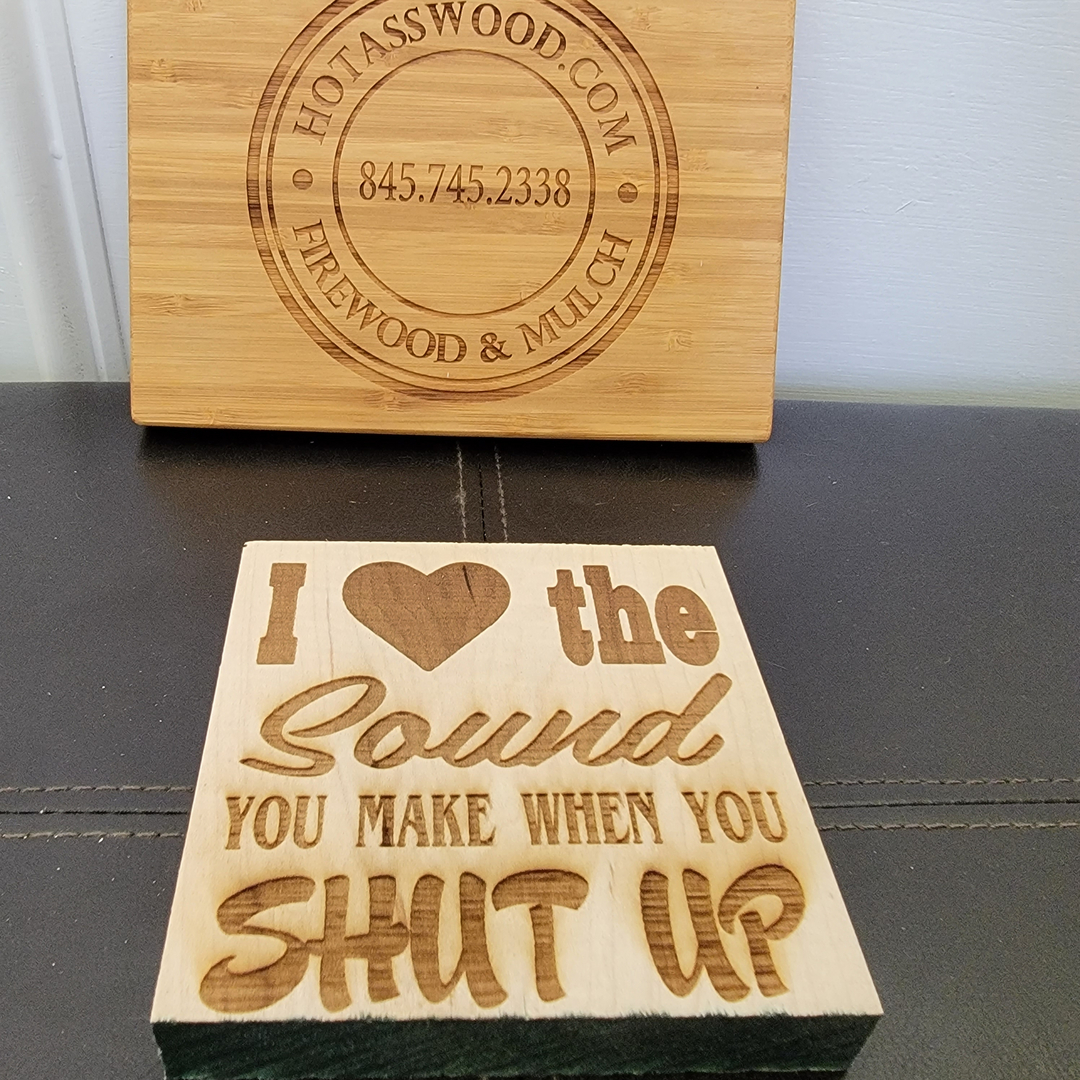 HOTASSWOOD.COM
845.745.2338
FIREWOOD & MULCH
I ♥ the
Sound
YOU MAKE WHEN YOU
SHUT UP